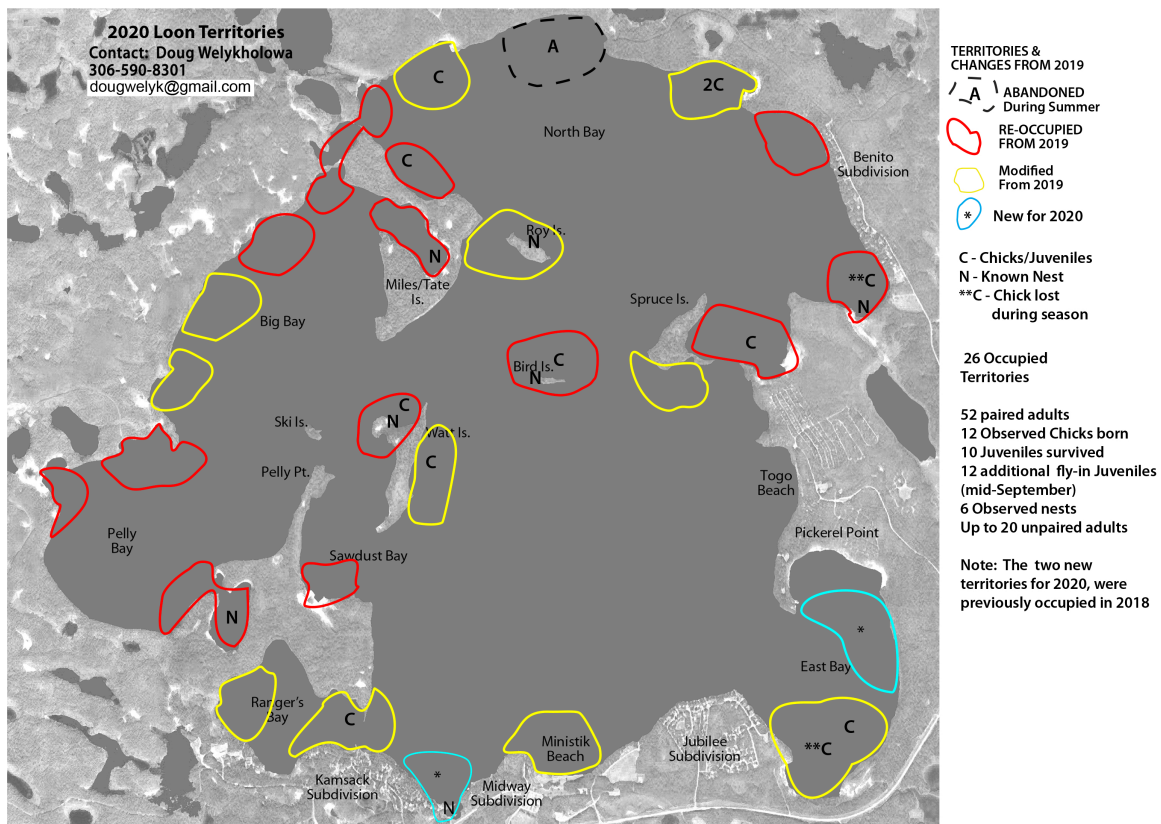 2020 Loon Territories
Contact: Doug Welykholowa
306-590-8301
dougwelyk@gmail.com
A
C
2C
North Bay
Benito
Subdivision
C
Roy Is.
N
N
Miles/Tate
Is.
**C
N
Spruce Is.
Big Bay
C
Bird Is.
C
N
C
N
Ski Is.
Watt Is.
C
Pelly Pt.
Togo
Beach
Pelly
Bay
Pickerel Point
Sawdust Bay
N
*
East Bay
Ranger's
Bay
C
C
**C
Ministik
Beach
Jubilee
Subdivision
*
N
Kamsack
Subdivision
Midway
Subdivision
TERRITORIES &
CHANGES FROM 2019
A
ABANDONED
During Summer
RE-OCCUPIED
FROM 2019
Modified
From 2019
*
New for 2020
C - Chicks/Juveniles
N - Known Nest
**C - Chick lost
during season
26 Occupied
Territories
52 paired adults
12 Observed Chicks born
10 Juveniles survived
12 additional fly-in Juveniles
(mid-September)
6 Observed nests
Up to 20 unpaired adults
Note: The two new
territories for 2020, were
previously occupied in 2018